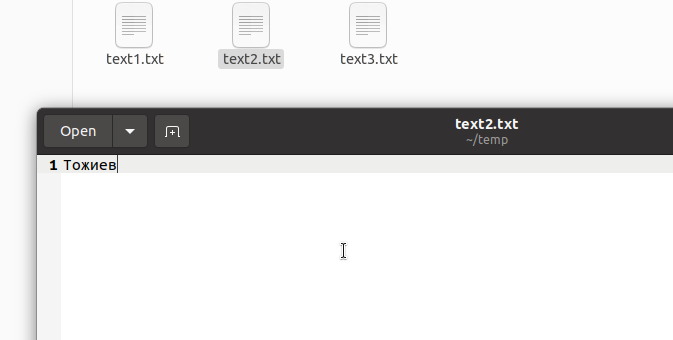 text1.txt text2.txt text3.txt
Open
text2.txt
~/temp
1 Тожиев